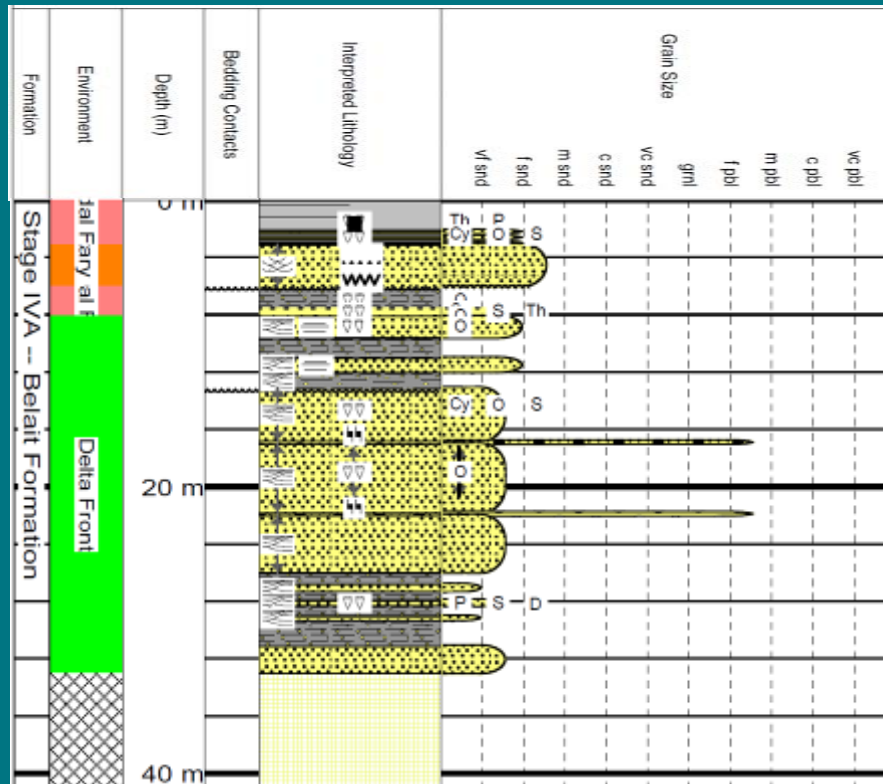 Formation
Environment
Depth (m)
Bedding Contacts
Interpreted Lithology
Grain Size
vf snd
f snd
m snd
c snd
vc snd
grnl
f pbl
m pbl
c pbl
vc pbl
0 m
20 m
40 m
Stage IVA -- Belait Formation
Delta Front
Th P
Cy O S
S Th
O
Cy O S
O
P S D